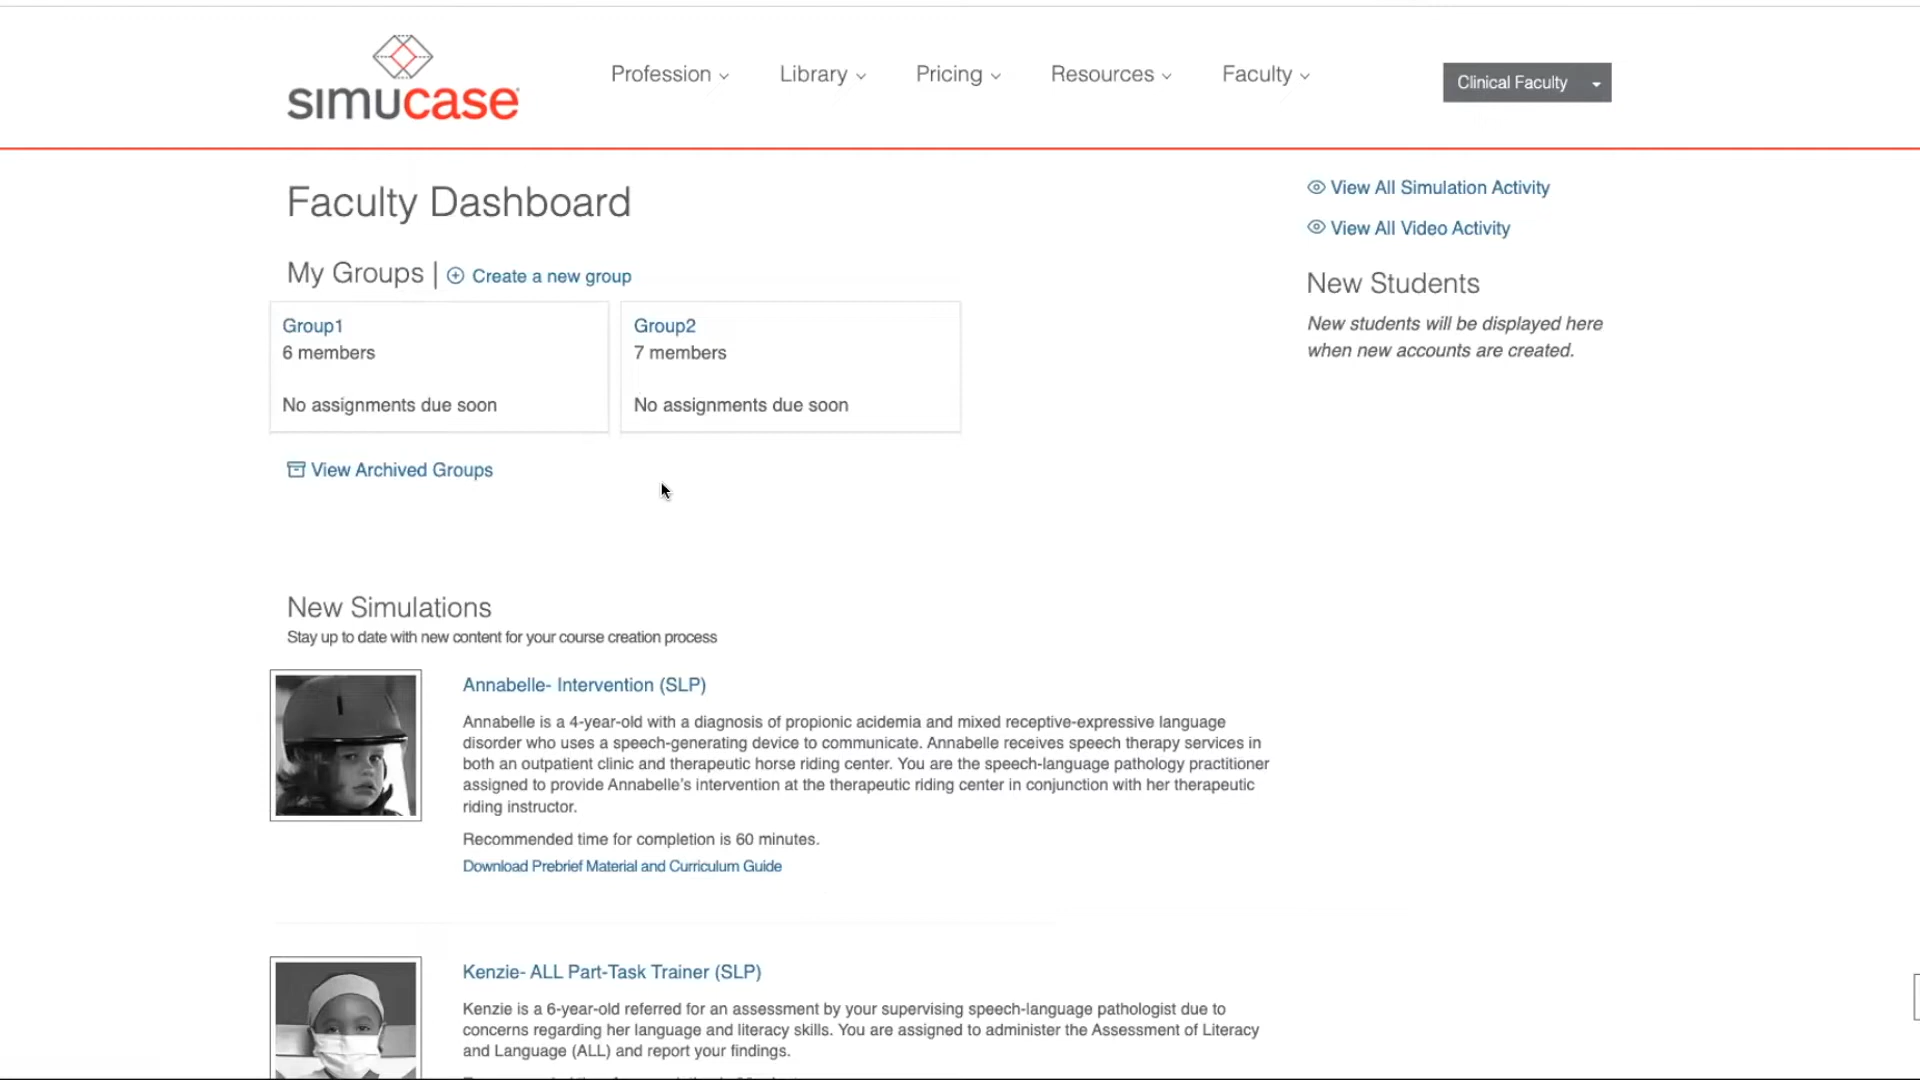 simucase
Profession
Library
Pricing
Resources
Faculty
Clinical Faculty
Faculty Dashboard
My Groups | Create a new group
Group1
6 members
No assignments due soon
Group2
7 members
No assignments due soon
View Archived Groups
View All Simulation Activity
View All Video Activity
New Students
New students will be displayed here
when new accounts are created.
New Simulations
Stay up to date with new content for your course creation process
Annabelle- Intervention (SLP)
Annabelle is a 4-year-old with a diagnosis of propionic acidemia and mixed receptive-expressive language
disorder who uses a speech-generating device to communicate. Annabelle receives speech therapy services in
both an outpatient clinic and therapeutic horse riding center. You are the speech-language pathology practitioner
assigned to provide Annabelle's intervention at the therapeutic riding center in conjunction with her therapeutic
riding instructor.
Recommended time for completion is 60 minutes.
Download Prebrief Material and Curriculum Guide
Kenzie- ALL Part-Task Trainer (SLP)
Kenzie is a 6-year-old referred for an assessment by your supervising speech-language pathologist due to
concerns regarding her language and literacy skills. You are assigned to administer the Assessment of Literacy
and Language (ALL) and report your findings.